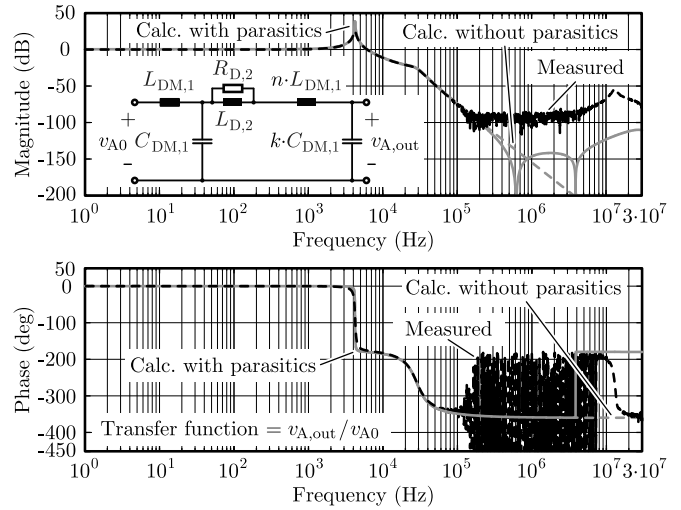 50
0
-50
-100
-150
-200
Magnitude (dB)
Calc. with parasitics
Calc. without parasitics
Measured
R_D,2
L_DM,1
n·L_DM,1
L_D,2
+
+
v_A0
C_DM,1
k·C_DM,1
v_A,out
–
–
10^0 10^1 10^2 10^3 10^4 10^5 10^6 10^7 3·10^7
Frequency (Hz)
50
0
-100
-200
-300
-400
-450
Phase (deg)
Calc. without parasitics
Measured
Calc. with parasitics
Transfer function = v_A,out/v_A0
10^0 10^1 10^2 10^3 10^4 10^5 10^6 10^7 3·10^7
Frequency (Hz)